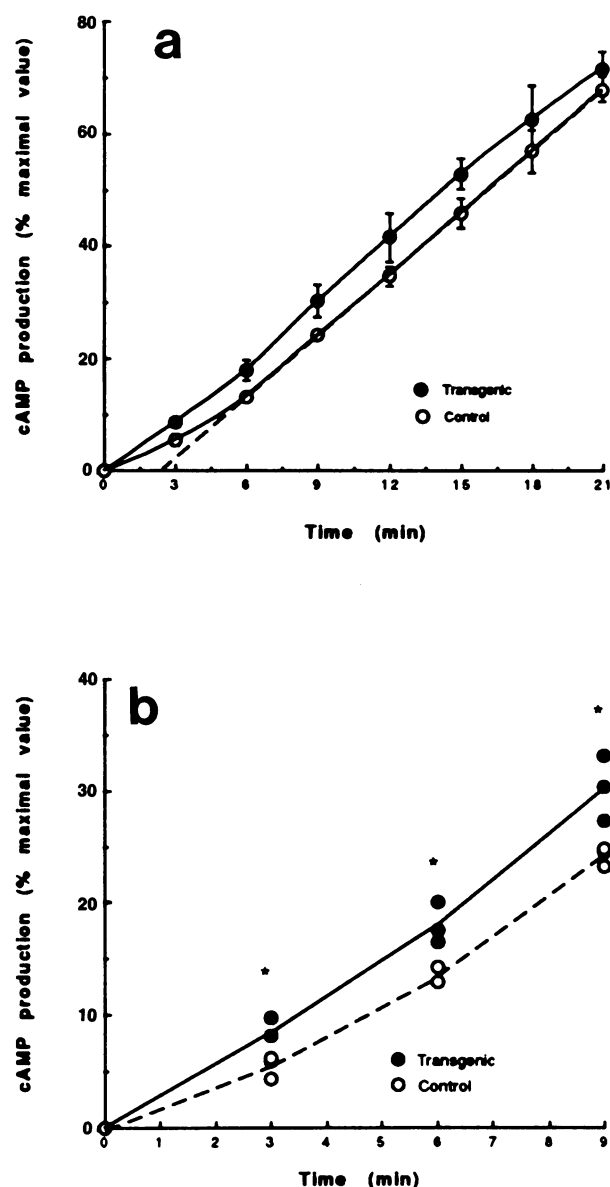 a
cAMP production (% maximal value)
80
60
40
20
0
Transgenic
Control
0 3 6 9 12 15 18 21
Time (min)
b
cAMP production (% maximal value)
40
30
20
10
0
*
*
*
Transgenic
Control
0 1 2 3 4 5 6 7 8 9
Time (min)